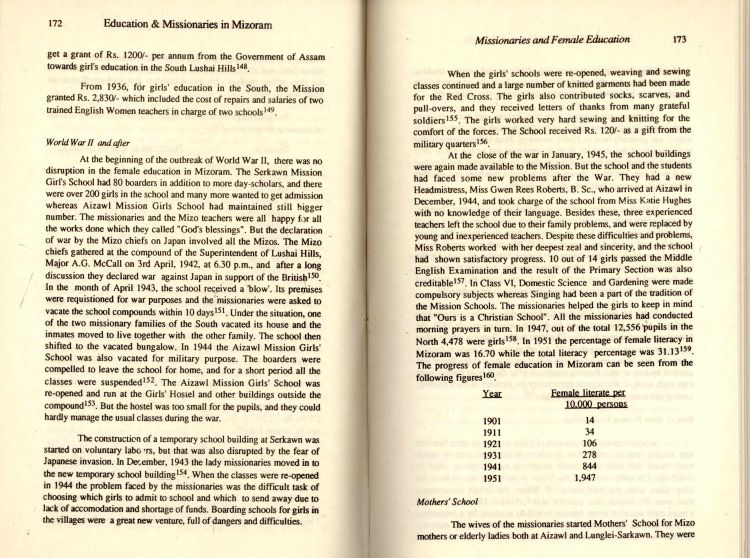 172 Education & Missionaries in Mizoram
get a grant of Rs. 1200/- per annum from the Government of Assam
towards girl's education in the South Lushai Hills148.
From 1936, for girls' education in the South, the Mission
granted Rs. 2,830/- which included the cost of repairs and salaries of two
trained English Women teachers in charge of two schools149.
World War II and after
At the beginning of the outbreak of World War II, there was no
disruption in the female education in Mizoram. The Serkawn Mission
Girl's School had 80 boarders in addition to more day-scholars, and there
were over 200 girls in the school and many more wanted to get admission
whereas Aizawl Mission Girls School had maintained still bigger
number. The missionaries and the Mizo teachers were all happy for all
the works done which they called "God's blessings". But the declaration
of war by the Mizo chiefs on Japan involved all the Mizos. The Mizo
chiefs gathered at the compound of the Superintendent of Lushai Hills,
Major A.G. McCall on 3rd April, 1942, at 6.30 p.m., and after a long
discussion they declared war against Japan in support of the British150.
In the month of April 1943, the school received a 'blow'. Its premises
were requistioned for war purposes and the missionaries were asked to
vacate the school compounds within 10 days151. Under the situation, one
of the two missionary families of the South vacated its house and the
inmates moved to live together with the other family. The school then
shifted to the vacated bungalow. In 1944 the Aizawl Mission Girls'
School was also vacated for military purpose. The boarders were
compelled to leave the school for home, and for a short period all the
classes were suspended152. The Aizawl Mission Girls' School was
re-opened and run at the Girls' Hostel and other buildings outside the
compound153. But the hostel was too small for the pupils, and they could
hardly manage the usual classes during the war.
The construction of a temporary school building at Serkawn was
started on voluntary labo rs, but that was also disrupted by the fear of
Japanese invasion. In December, 1943 the lady missionaries moved in to
the new temporary school building154. When the classes were re-opened
in 1944 the problem faced by the missionaries was the difficult task of
choosing which girls to admit to school and which to send away due to
lack of accomodation and shortage of funds. Boarding schools for girls in
the villages were a great new venture, full of dangers and difficulties.
Missionaries and Female Education 173
When the girls' schools were re-opened, weaving and sewing
classes continued and a large number of knitted garments had been made
for the Red Cross. The girls also contributed socks, scarves, and
pull-overs, and they received letters of thanks from many grateful
soldiers155. The girls worked very hard sewing and knitting for the
comfort of the forces. The School received Rs. 120/- as a gift from the
military quarters156.
At the close of the war in January, 1945, the school buildings
were again made available to the Mission. But the school and the students
had faced some new problems after the War. They had a new
Headmistress, Miss Gwen Rees Roberts, B. Sc., who arrived at Aizawl in
December, 1944, and took charge of the school from Miss Katie Hughes
with no knowledge of their language. Besides these, three experienced
teachers left the school due to their family problems, and were replaced by
young and inexperienced teachers. Despite these difficulties and problems,
Miss Roberts worked with her deepest zeal and sincerity, and the school
had shown satisfactory progress. 10 out of 14 girls passed the Middle
English Examination and the result of the Primary Section was also
creditable157. In Class VI, Domestic Science and Gardening were made
compulsory subjects whereas Singing had been a part of the tradition of
the Mission Schools. The missionaries helped the girls to keep in mind
that "Ours is a Christian School". All the missionaries had conducted
morning prayers in turn. In 1947, out of the total 12,556 pupils in the
North 4,478 were girls158. In 1951 the percentage of female literacy in
Mizoram was 16.70 while the total literacy percentage was 31.13159.
The progress of female education in Mizoram can be seen from the
following figures160.
Year Female literate per
10,000 persons
1901 14
1911 34
1921 106
1931 278
1941 844
1951 1,947
Mothers' School
The wives of the missionaries started Mothers' School for Mizo
mothers or elderly ladies both at Aizawl and Lunglei-Sarkawn. They were